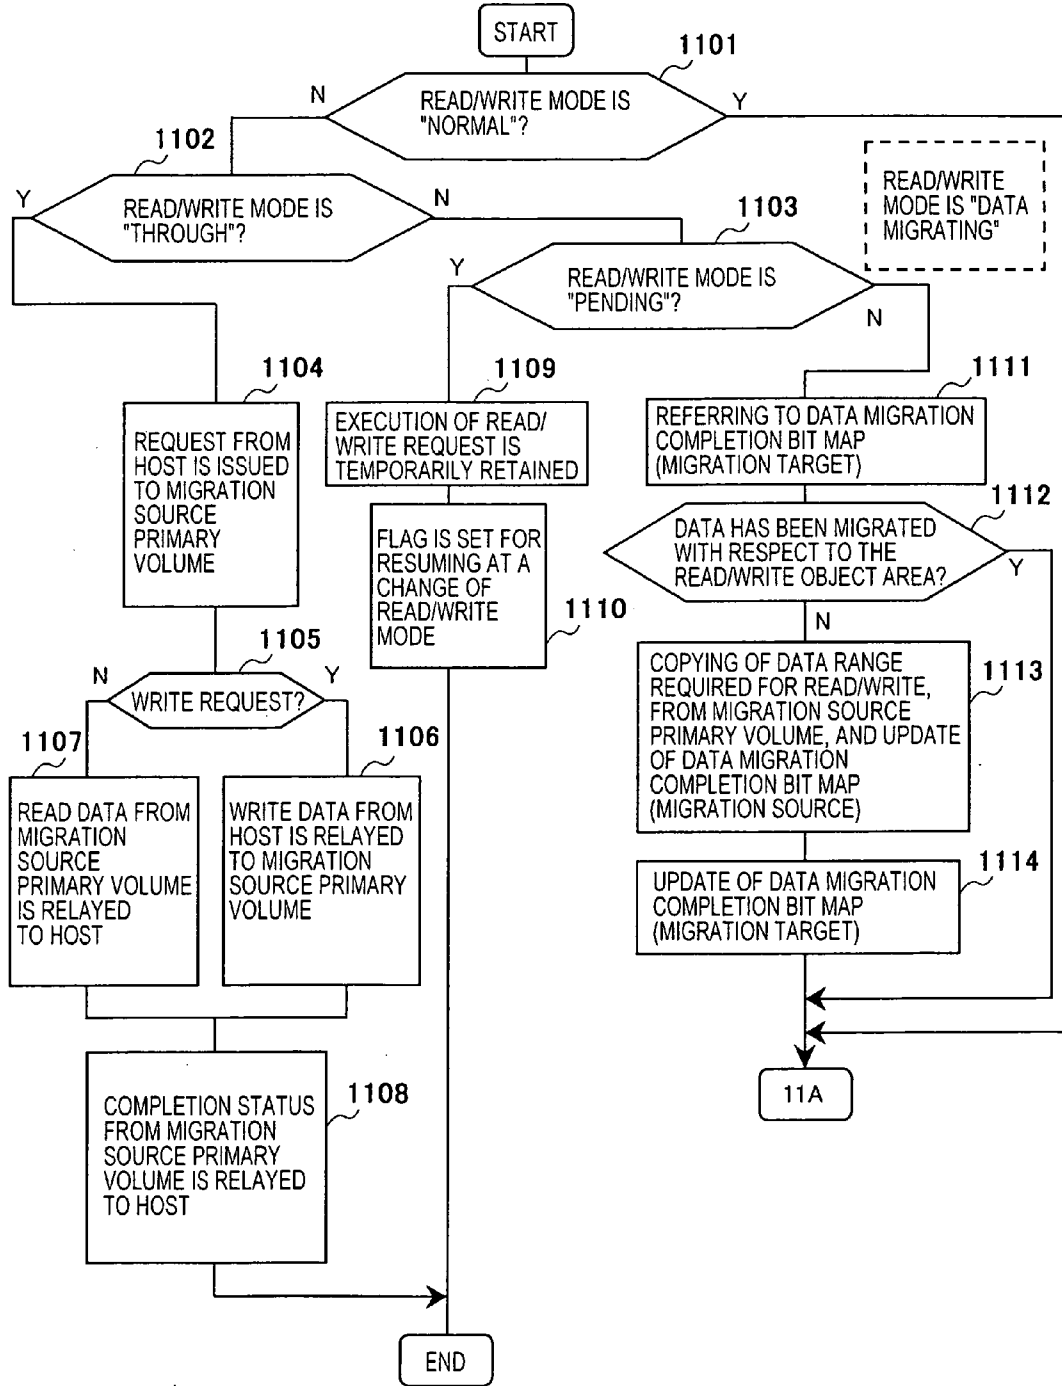 START
1101
READ/WRITE MODE IS
"NORMAL"?
N
Y
1102
READ/WRITE MODE IS
"THROUGH"?
Y
N
READ/WRITE
MODE IS "DATA
MIGRATING"
1103
READ/WRITE MODE IS
"PENDING"?
Y
N
1104
REQUEST FROM
HOST IS ISSUED
TO MIGRATION
SOURCE
PRIMARY
VOLUME
1109
EXECUTION OF READ/
WRITE REQUEST IS
TEMPORARILY RETAINED
1111
REFERRING TO DATA MIGRATION
COMPLETION BIT MAP
(MIGRATION TARGET)
FLAG IS SET FOR
RESUMING AT A
CHANGE OF
READ/WRITE
MODE
1110
1112
DATA HAS BEEN MIGRATED
WITH RESPECT TO THE
READ/WRITE OBJECT AREA?
Y
N
1105
WRITE REQUEST?
N
Y
1113
COPYING OF DATA RANGE
REQUIRED FOR READ/WRITE,
FROM MIGRATION SOURCE
PRIMARY VOLUME, AND UPDATE
OF DATA MIGRATION
COMPLETION BIT MAP
(MIGRATION SOURCE)
1107
READ DATA FROM
MIGRATION
SOURCE
PRIMARY VOLUME
IS RELAYED
TO HOST
1106
WRITE DATA FROM
HOST IS RELAYED
TO MIGRATION
SOURCE PRIMARY
VOLUME
1114
UPDATE OF DATA MIGRATION
COMPLETION BIT MAP
(MIGRATION TARGET)
1108
COMPLETION STATUS
FROM MIGRATION
SOURCE PRIMARY
VOLUME IS RELAYED
TO HOST
11A
END